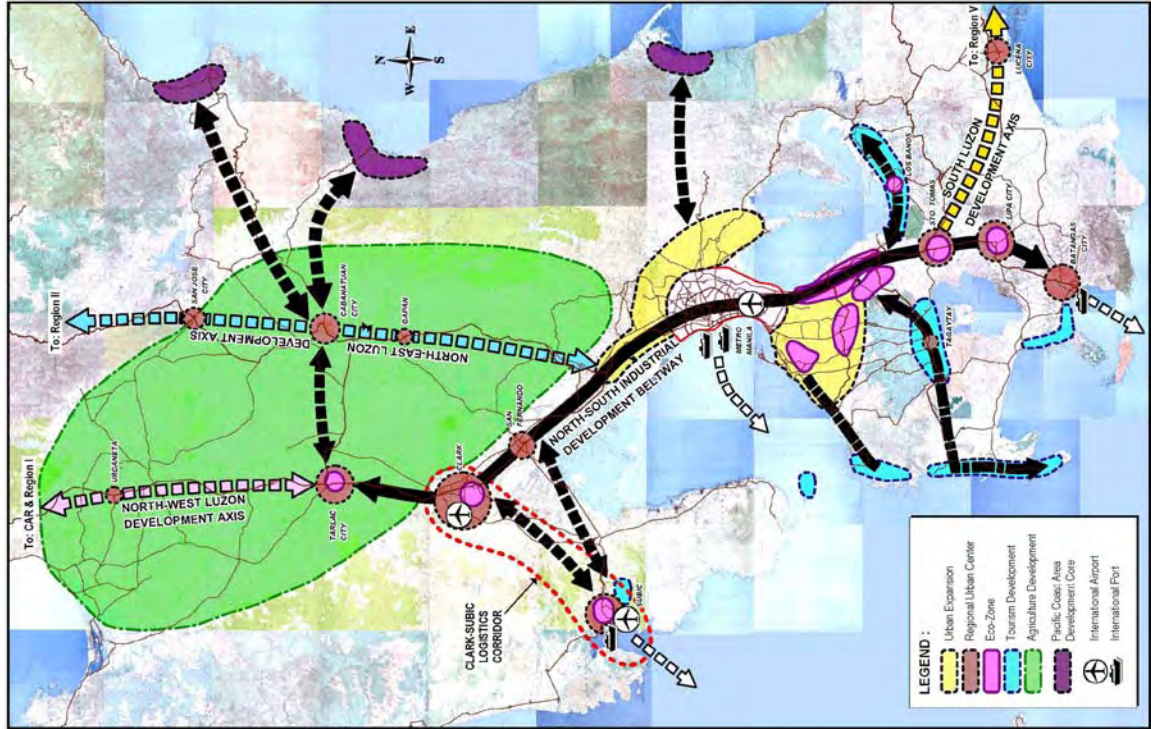 To: CAR & Region I
To: Region II
URDANETA
SAN JOSE
CITY
NORTH-WEST LUZON
DEVELOPMENT AXIS
TARLAC
CITY
CABANATUAN
CITY
GAPAN
NORTH-EAST LUZON
DEVELOPMENT AXIS
W
N
E
S
CLARK
SAN
FERNANDO
CLARK-SUBIC
LOGISTICS
CORRIDOR
SUBIC
NORTH-SOUTH INDUSTRIAL
DEVELOPMENT BELTWAY
METRO
MANILA
LOS BANOS
STO. TOMAS
SOUTH LUZON
DEVELOPMENT AXIS
To: Region V
LUCENA
CITY
LIPA CITY
TAGAYTAY
BATANGAS
CITY
LEGEND :
Urban Expansion
Regional Urban Center
Eco-Zone
Tourism Development
Agriculture Development
Pacific Coast Area
Development Core
International Airport
International Port